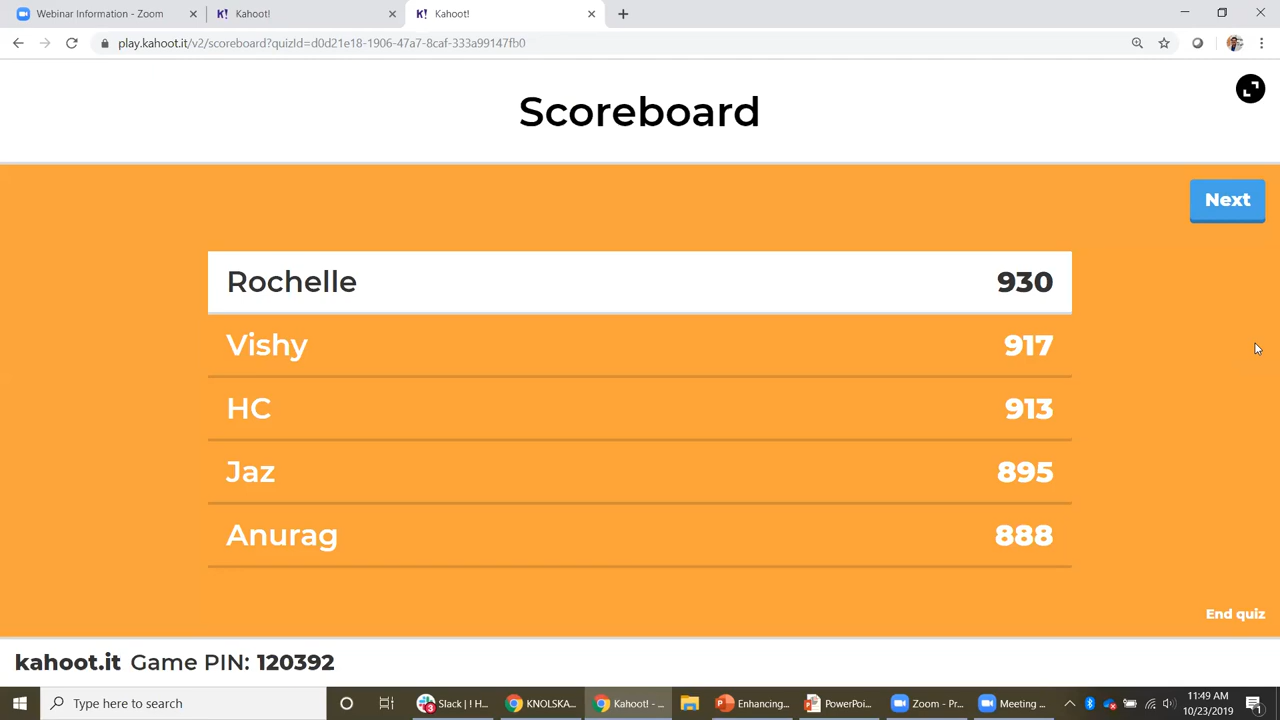 Webinar Information - Zoom
K! Kahoot!
K! Kahoot!
play.kahoot.it/v2/scoreboard?quizId=d0d21e18-1906-47a7-8caf-333a99147fb0
Scoreboard
Next
Rochelle 930
Vishy 917
HC 913
Jaz 895
Anurag 888
End quiz
kahoot.it Game PIN: 120392
Type here to search
3
Slack | ! H...
KNOLSKA...
Kahoot! - ...
Enhancing...
PowerPoi...
Zoom - Pr...
Meeting ...
11:49 AM
10/23/2019
1